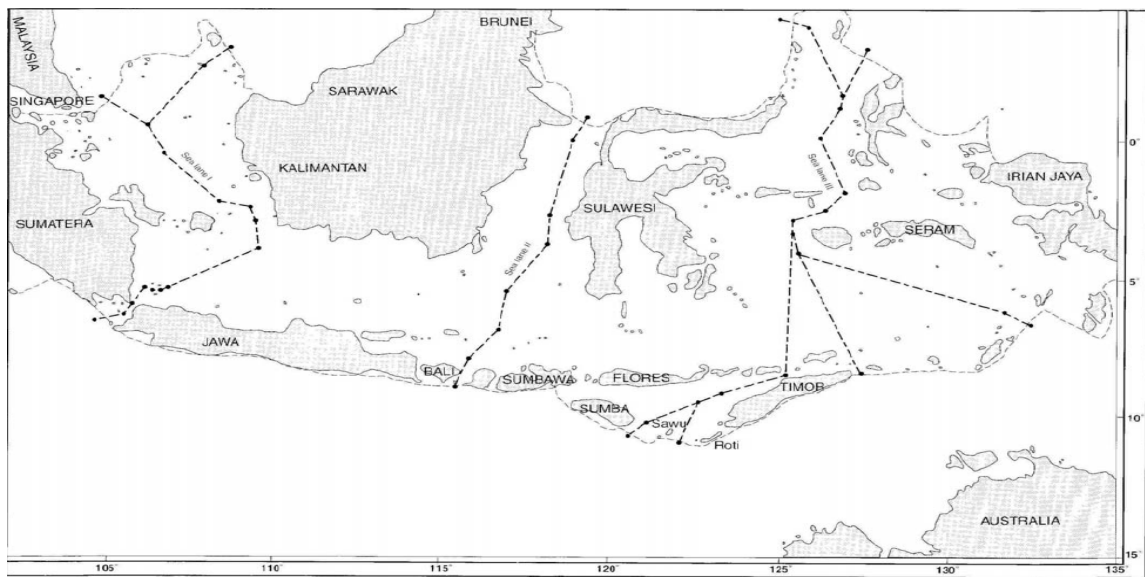 MALAYSIA
BRUNEI
SINGAPORE
SARAWAK
Sea lane I
KALIMANTAN
Sea lane III
0°
IRIAN JAYA
SUMATERA
SULAWESI
SERAM
Sea lane II
5°
JAWA
BALI
SUMBAWA
FLORES
TIMOR
SUMBA
Sawu
10°
Roti
AUSTRALIA
15°
105° 110° 115° 120° 125° 130° 135°